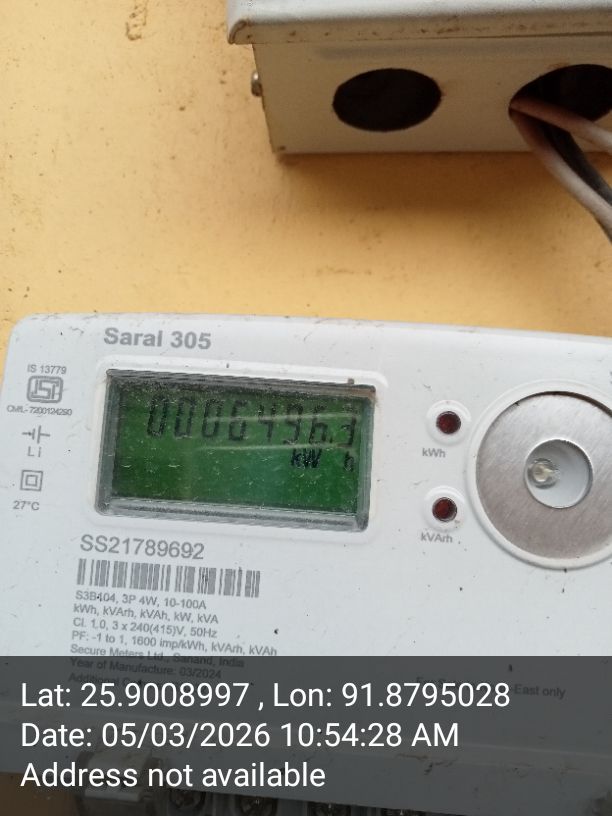 Saral 305
IS 13779
ISI
CM/L-7200124290
Li
27°C
kW h
kWh
kVArh
SS21789692
S3B404, 3P 4W, 10-100A
kWh, kVArh, kVAh, kW, kVA
Cl. 1.0, 3 x 240(415)V, 50Hz
PF: -1 to 1, 1600 imp/kWh, kVArh, kVAh
Secure Meters Ltd., Sanand, India
Year of Manufacture: 03/2024
East only
Lat: 25.9008997 , Lon: 91.8795028
Date: 05/03/2026 10:54:28 AM
Address not available